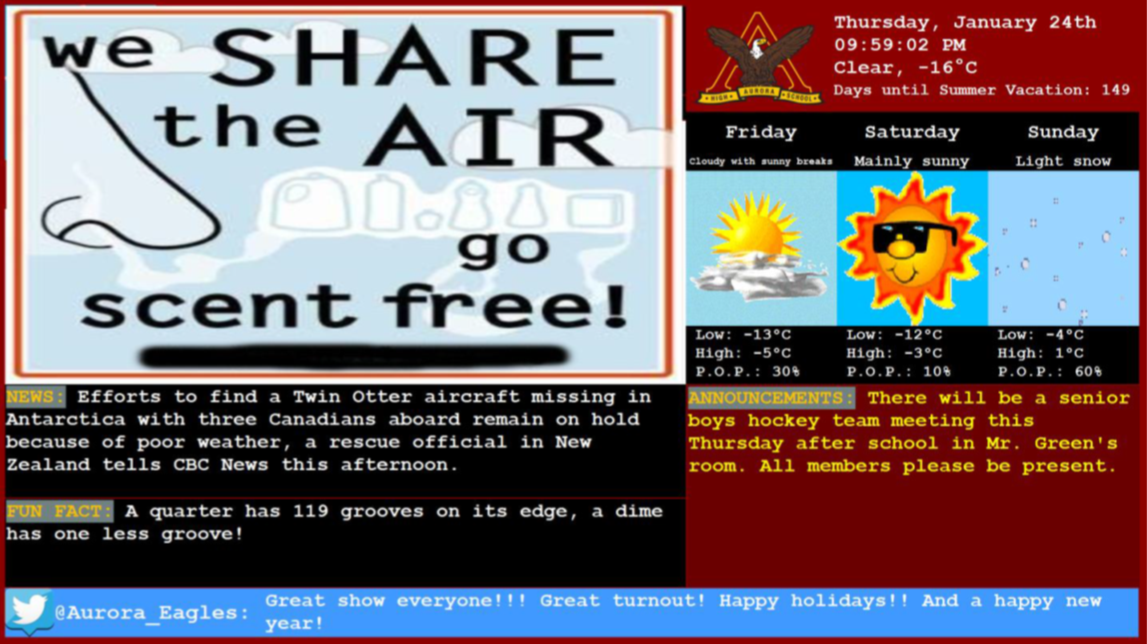 we SHARE
the AIR
go
scent free!
HIGH AURORA SCHOOL
Thursday, January 24th
09:59:02 PM
Clear, -16°C
Days until Summer Vacation: 149
Friday Saturday Sunday
Cloudy with sunny breaks Mainly sunny Light snow
Low: -13°C Low: -12°C Low: -4°C
High: -5°C High: -3°C High: 1°C
P.O.P.: 30% P.O.P.: 10% P.O.P.: 60%
NEWS: Efforts to find a Twin Otter aircraft missing in
Antarctica with three Canadians aboard remain on hold
because of poor weather, a rescue official in New
Zealand tells CBC News this afternoon.
FUN FACT: A quarter has 119 grooves on its edge, a dime
has one less groove!
ANNOUNCEMENTS: There will be a senior
boys hockey team meeting this
Thursday after school in Mr. Green's
room. All members please be present.
@Aurora_Eagles: Great show everyone!!! Great turnout! Happy holidays!! And a happy new
year!